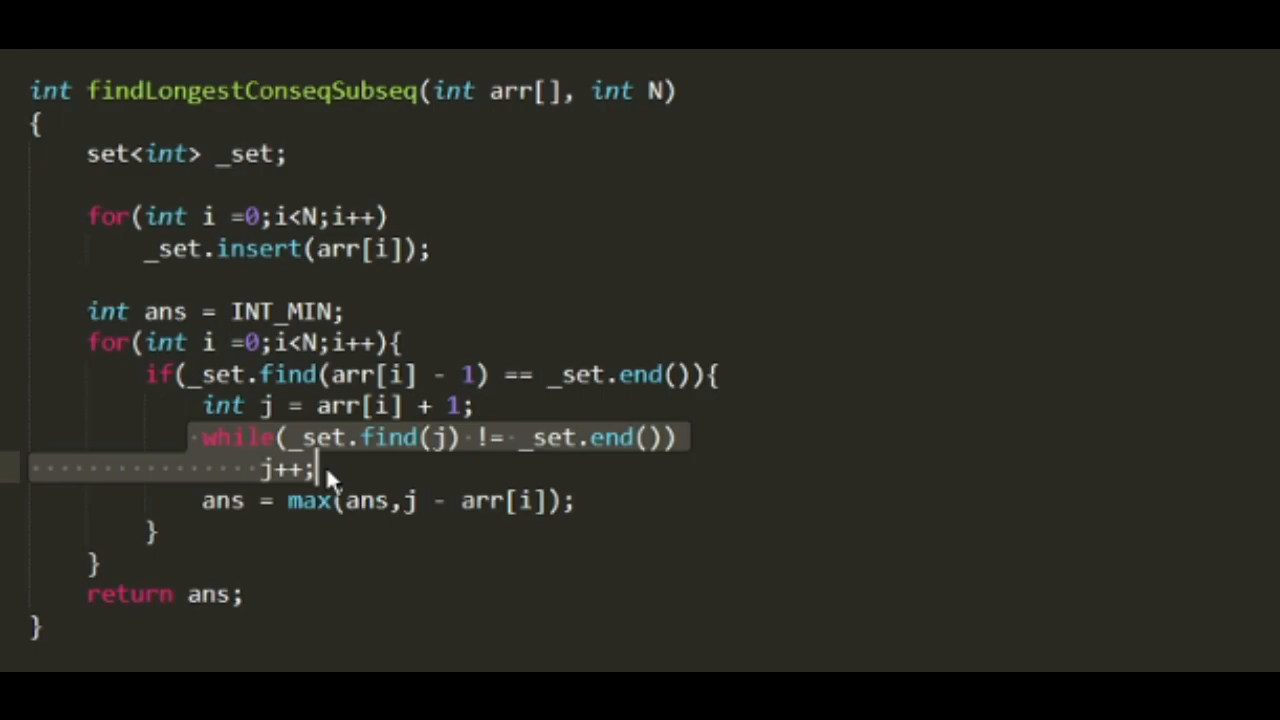 int findLongestConseqSubseq(int arr[], int N)
{
set<int> _set;
for(int i =0;i<N;i++)
_set.insert(arr[i]);
int ans = INT_MIN;
for(int i =0;i<N;i++){
if(_set.find(arr[i] - 1) == _set.end()){
int j = arr[i] + 1;
while(_set.find(j) != _set.end())
j++;
ans = max(ans,j - arr[i]);
}
}
return ans;
}